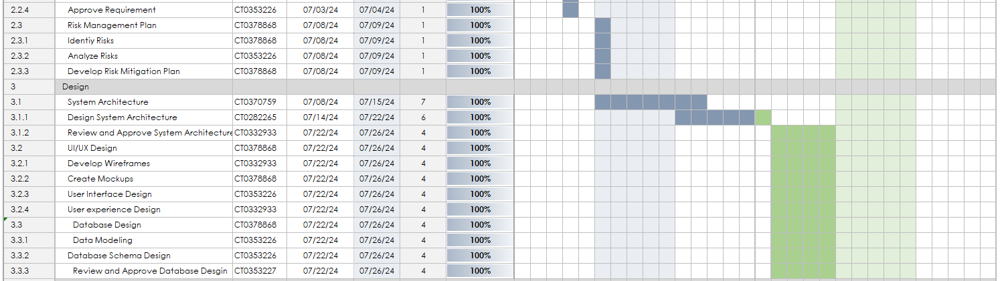 2.2.4 Approve Requirement CT0353226 07/03/24 07/04/24 1 100%
2.3 Risk Management Plan CT0378868 07/08/24 07/09/24 1 100%
2.3.1 Identiy Risks CT0378868 07/08/24 07/09/24 1 100%
2.3.2 Analyze Risks CT0353226 07/08/24 07/09/24 1 100%
2.3.3 Develop Risk Mitigation Plan CT0378868 07/08/24 07/09/24 1 100%
3 Design
3.1 System Architecture CT0370759 07/08/24 07/15/24 7 100%
3.1.1 Design System Architecture CT0282265 07/14/24 07/22/24 6 100%
3.1.2 Review and Approve System Architecture CT0332933 07/22/24 07/26/24 4 100%
3.2 UI/UX Design CT0378868 07/22/24 07/26/24 4 100%
3.2.1 Develop Wireframes CT0332933 07/22/24 07/26/24 4 100%
3.2.2 Create Mockups CT0378868 07/22/24 07/26/24 4 100%
3.2.3 User Interface Design CT0353226 07/22/24 07/26/24 4 100%
3.2.4 User experience Design CT0332933 07/22/24 07/26/24 4 100%
3.3 Database Design CT0378868 07/22/24 07/26/24 4 100%
3.3.1 Data Modeling CT0353226 07/22/24 07/26/24 4 100%
3.3.2 Database Schema Design CT0353226 07/22/24 07/26/24 4 100%
3.3.3 Review and Approve Database Desgin CT0353227 07/22/24 07/26/24 4 100%